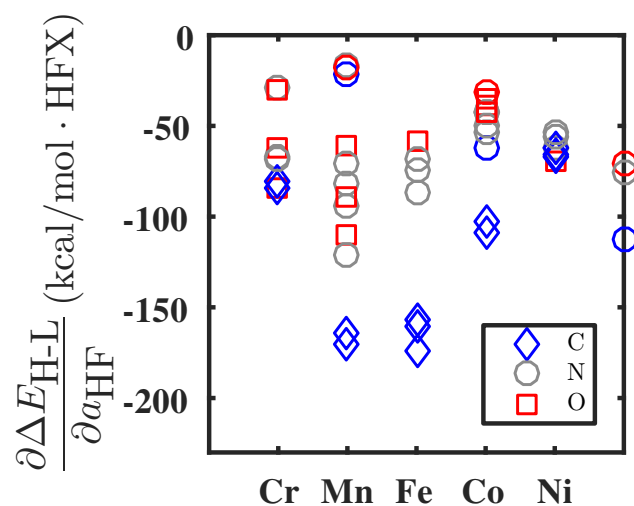 0
-50
-100
-150
-200
∂ΔE_H-L
∂a_HF
(kcal/mol · HFX)
C
N
O
Cr Mn Fe Co Ni